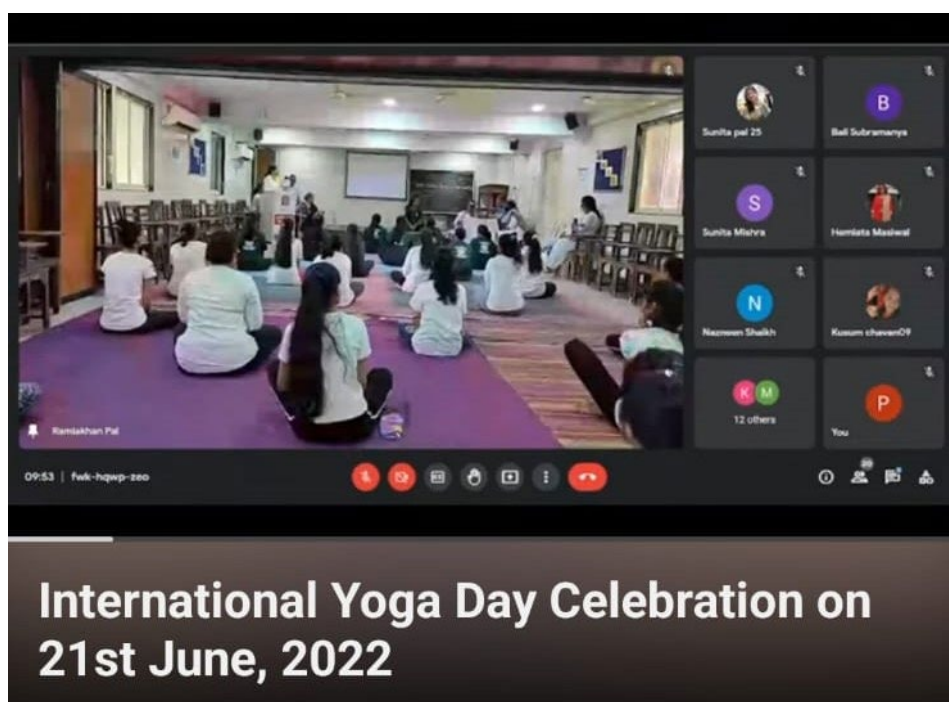 Sunita pal 25
B
Bali Subramanya
S
Sunita Mishra
Hemlata Masiwal
N
Nazneen Shaikh
Kusum chavan09
K M
12 others
P
You
Ramlakhan Pal
09:53 | fwk-hqwp-zeo
20
International Yoga Day Celebration on
21st June, 2022